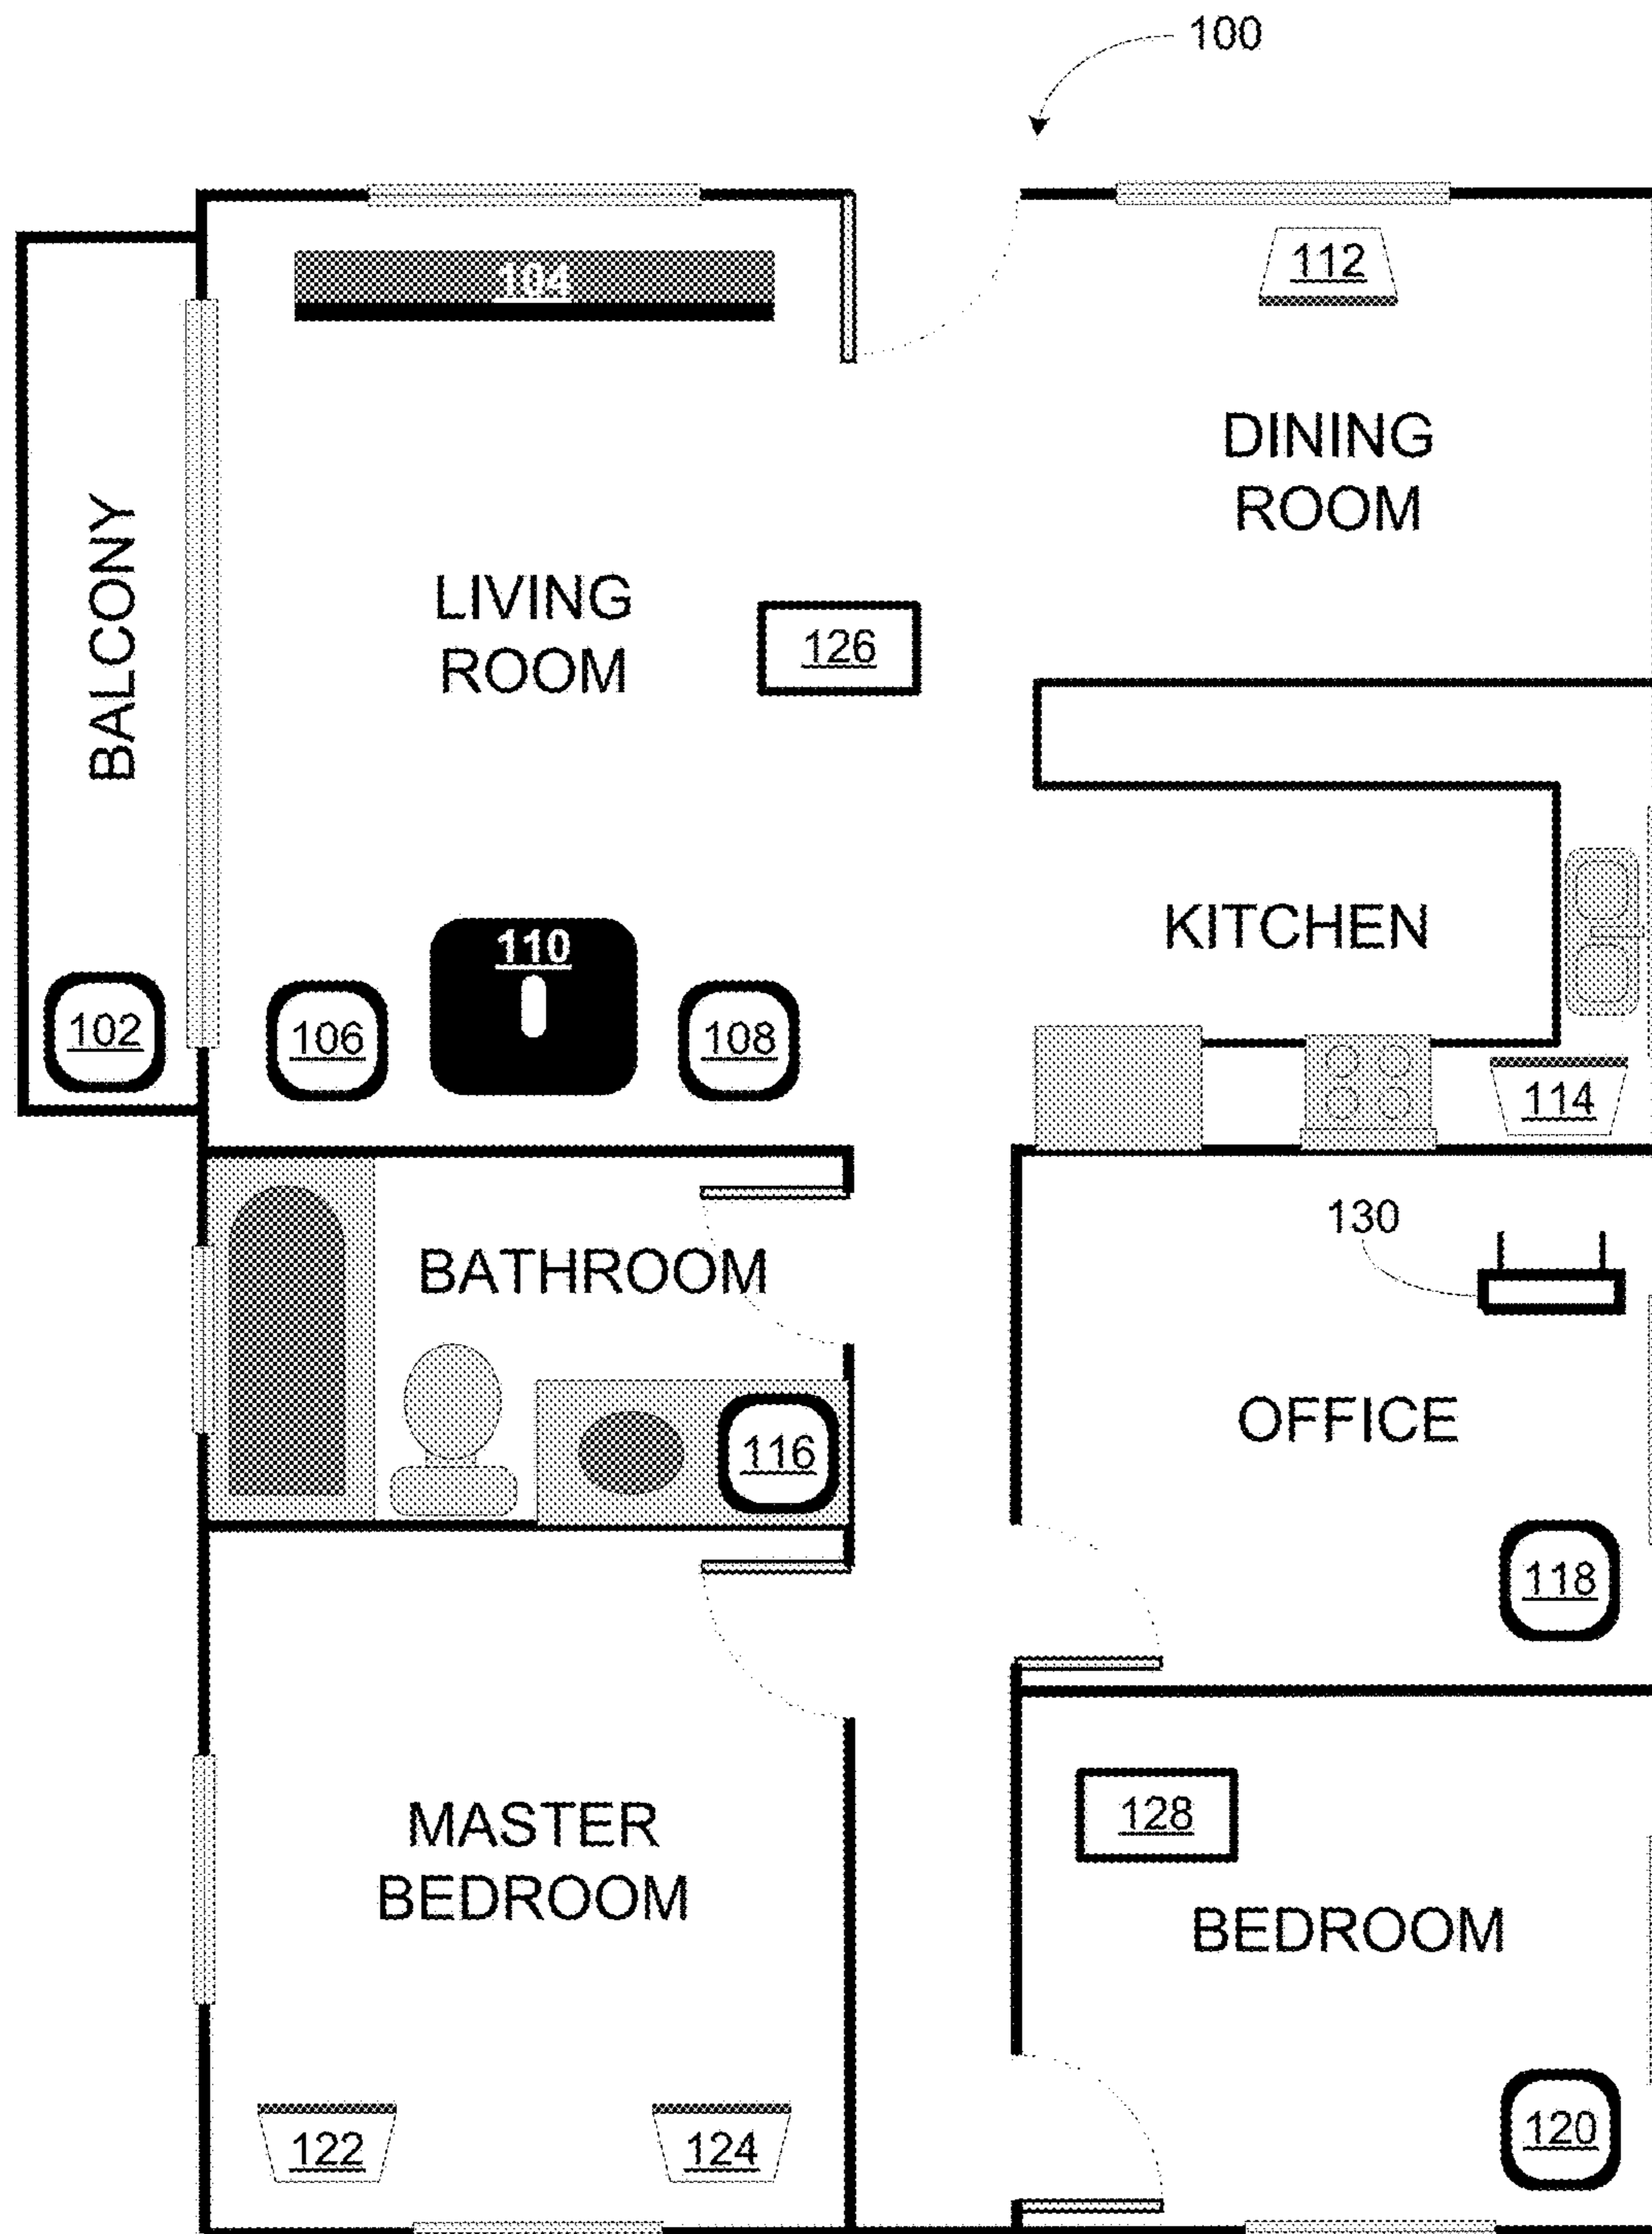 100
104
112
DINING
ROOM
BALCONY
LIVING
ROOM
126
110
KITCHEN
102
106
108
114
130
BATHROOM
OFFICE
116
118
128
MASTER
BEDROOM
BEDROOM
122
124
120